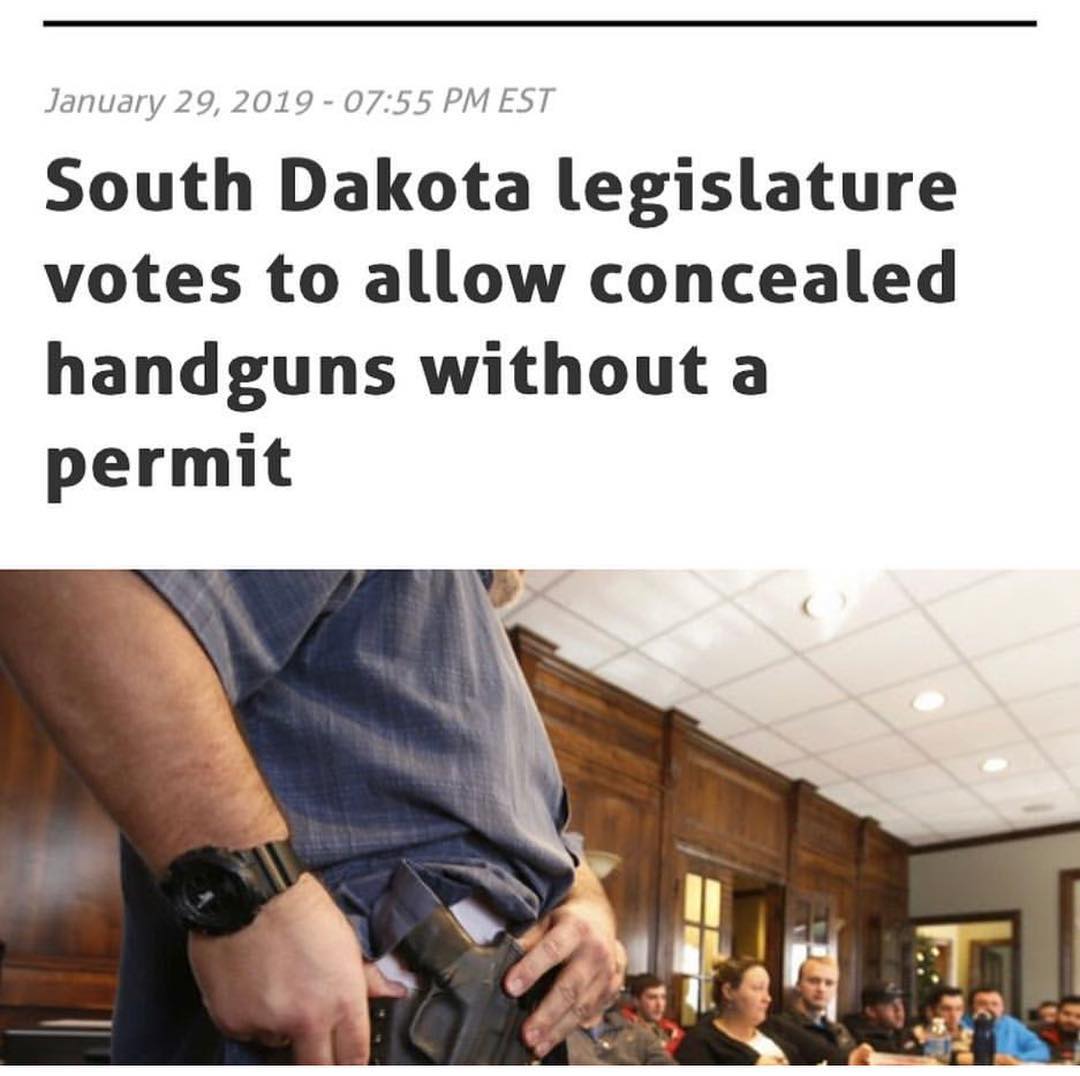 January 29, 2019 - 07:55 PM EST
South Dakota legislature
votes to allow concealed
handguns without a
permit